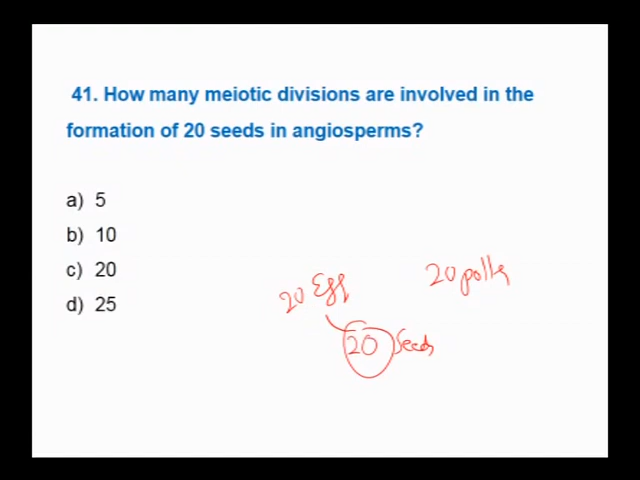 41. How many meiotic divisions are involved in the
formation of 20 seeds in angiosperms?
a) 5
b) 10
c) 20
d) 25
20 Egg
20 pollen
20 Seeds